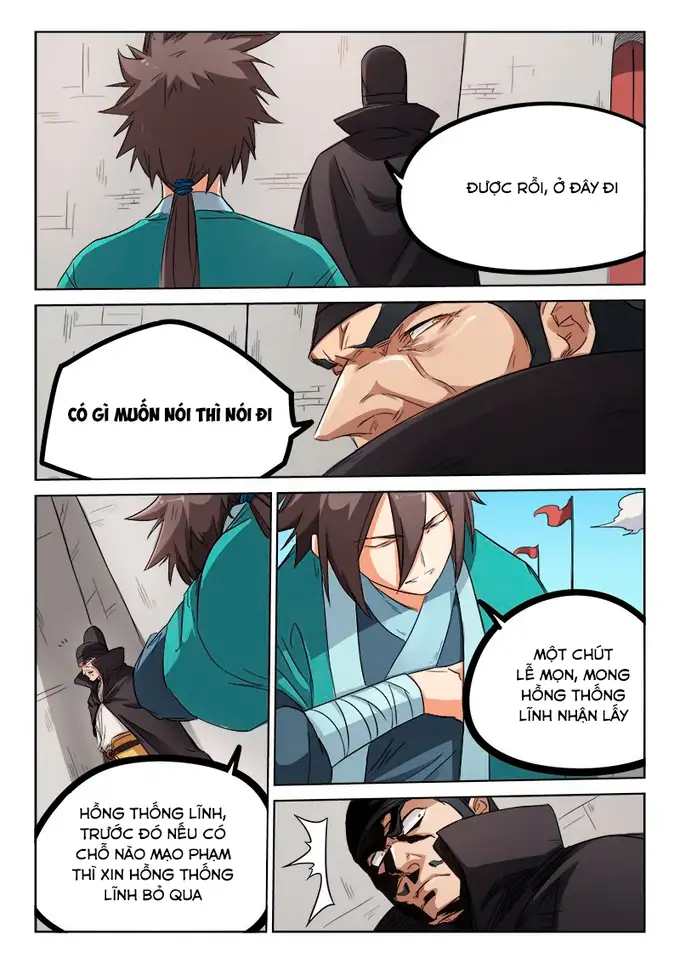 ĐƯỢC RỒI, Ở ĐÂY ĐI
CÓ GÌ MUỐN NÓI THÌ NÓI ĐI
HỒNG THỐNG LĨNH,
TRƯỚC ĐÓ NẾU CÓ
CHỖ NÀO MẠO PHẠM
THÌ XIN HỒNG THỐNG
LĨNH BỎ QUA
MỘT CHÚT
LỄ MỌN, MONG
HỒNG THỐNG
LĨNH NHẬN LẤY